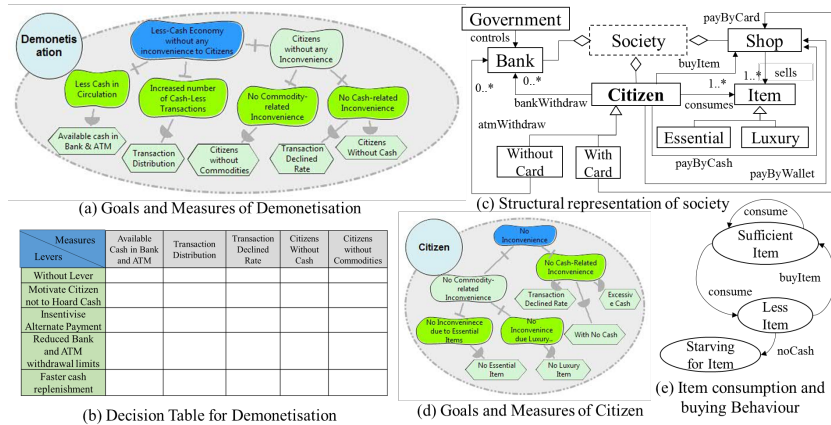 Demonetis
ation
Less-Cash Economy
without any
inconvenience to Citizens
Citizens
without any
Inconvenience
Less Cash in
Circulation
Increased number
of Cash-Less
Transactions
No Commodity-
related
Inconvenience
No Cash-related
Inconvenience
Available cash in
Bank & ATM
Transaction
Distribution
Citizens
without
Commodities
Transaction
Declined
Rate
Citizens
Without Cash
(a) Goals and Measures of Demonetisation
Government
controls
Bank
Society
Shop
payByCard
buyItem
0..*
0..*
1..*
sells
bankWithdraw
Citizen
1..*
consumes
Item
atmWithdraw
Essential
Luxury
Without
Card
With
Card
payByCash
payByWallet
(c) Structural representation of society
Measures
Levers
Available
Cash in Bank
and ATM
Transaction
Distribution
Transaction
Declined
Rate
Citizens
Without
Cash
Citizens
without
Commodities
Without Lever
Motivate Citizen
not to Hoard Cash
Insentivise
Alternate Payment
Reduced Bank
and ATM
withdrawal limits
Faster cash
replenishment
(b) Decision Table for Demonetisation
Citizen
No
Inconvenience
No Commodity-
related
Inconvenience
No Cash-Related
Inconvenience
Transaction
Declined Rate
Excessiv
e Cash
No Inconveninece
due to Essential
Items
No
Inconvenince
due Luxury...
With No Cash
No Essential
Item
No Luxury
Item
(d) Goals and Measures of Citizen
consume
Sufficient
Item
buyItem
consume
Less
Item
noCash
Starving
for Item
(e) Item consumption and
buying Behaviour